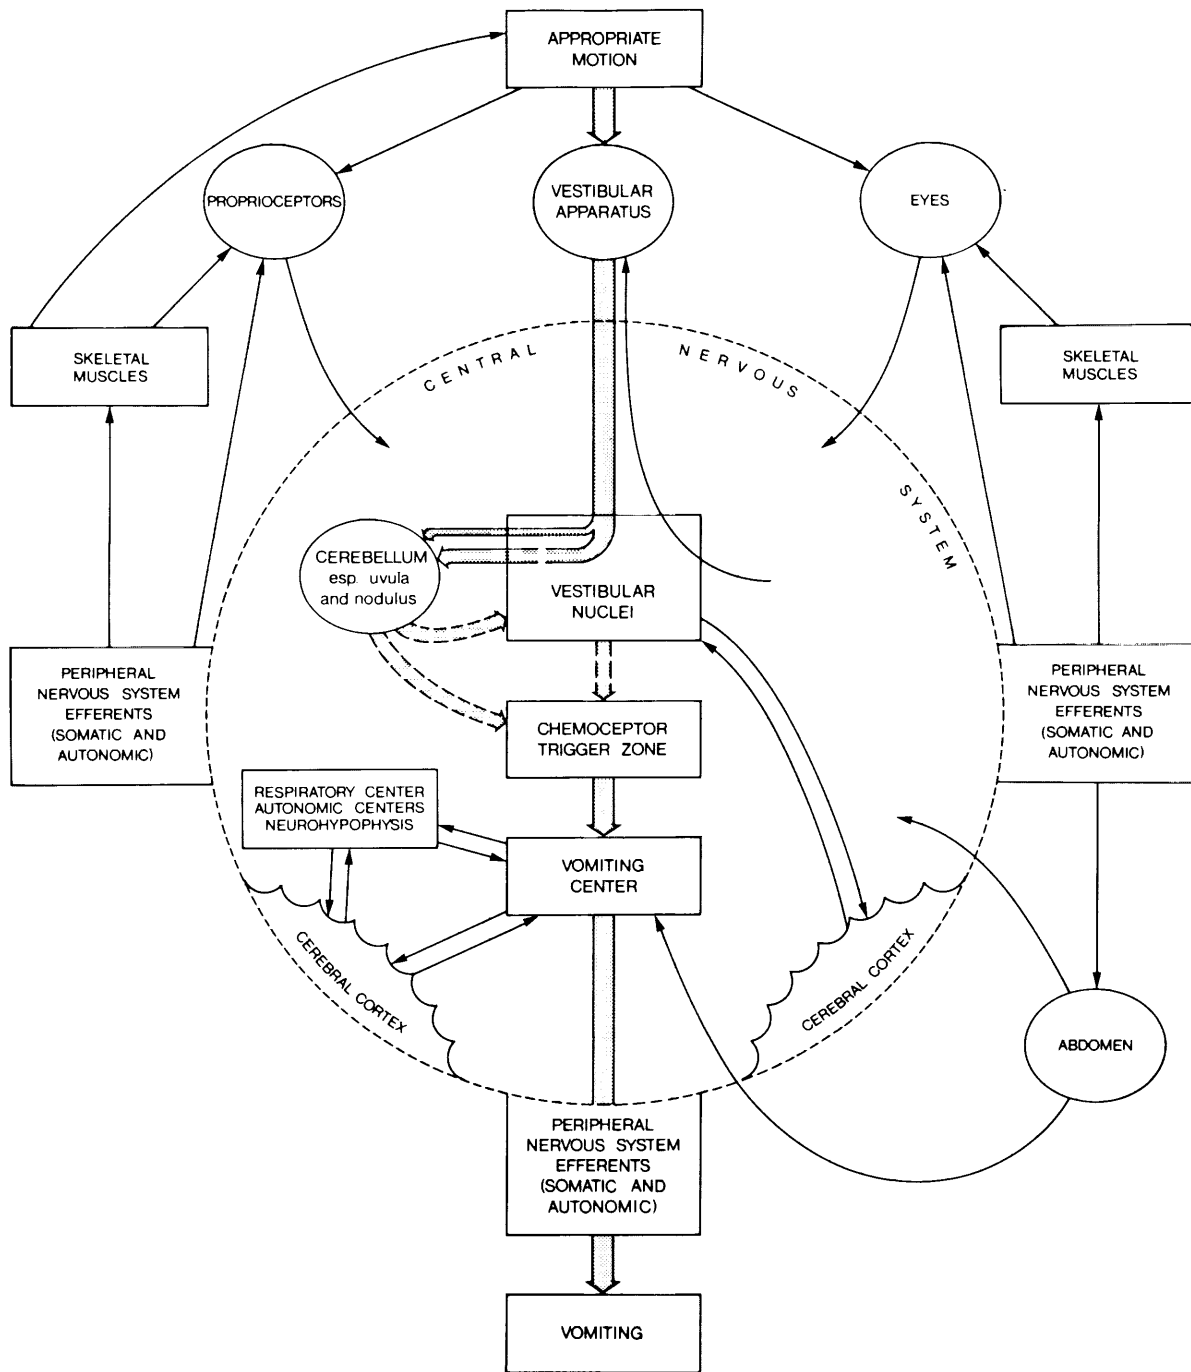 APPROPRIATE
MOTION
PROPRIOCEPTORS
VESTIBULAR
APPARATUS
EYES
SKELETAL
MUSCLES
CENTRAL NERVOUS SYSTEM
SKELETAL
MUSCLES
CEREBELLUM
esp. uvula
and nodulus
VESTIBULAR
NUCLEI
PERIPHERAL
NERVOUS SYSTEM
EFFERENTS
(SOMATIC AND
AUTONOMIC)
CHEMOCEPTOR
TRIGGER ZONE
PERIPHERAL
NERVOUS SYSTEM
EFFERENTS
(SOMATIC AND
AUTONOMIC)
RESPIRATORY CENTER
AUTONOMIC CENTERS
NEUROHYPOPHYSIS
VOMITING
CENTER
CEREBRAL CORTEX
CEREBRAL CORTEX
ABDOMEN
PERIPHERAL
NERVOUS SYSTEM
EFFERENTS
(SOMATIC AND
AUTONOMIC)
VOMITING